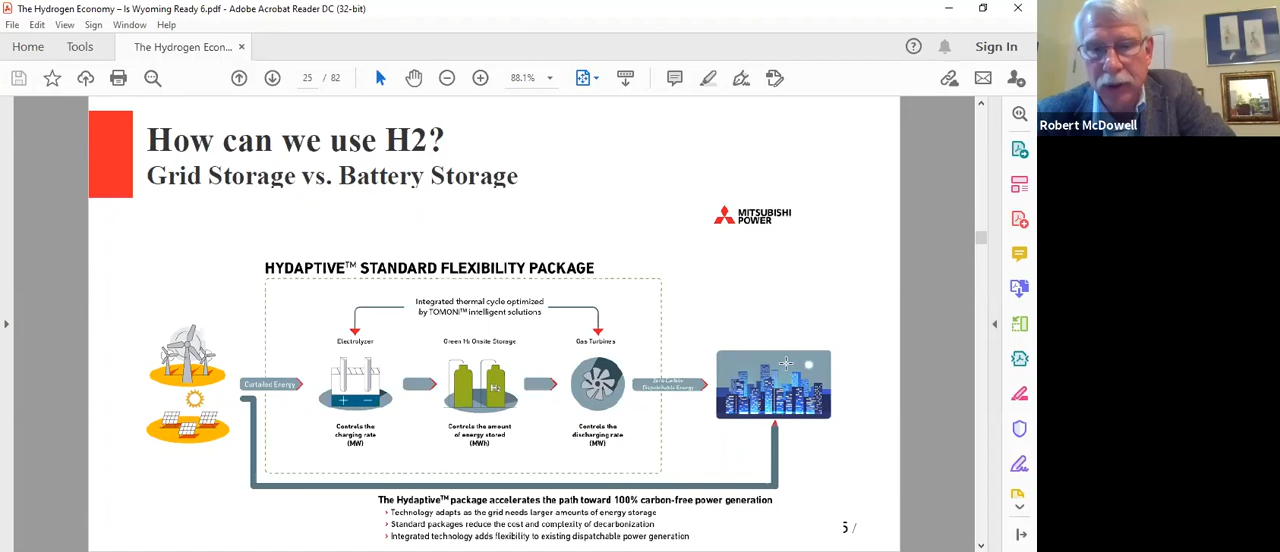 The Hydrogen Economy – Is Wyoming Ready 6.pdf - Adobe Acrobat Reader DC (32-bit)
File Edit View Sign Window Help
Home Tools The Hydrogen Econ... × Sign In
25 / 82 88.1%
How can we use H2?
Grid Storage vs. Battery Storage
MITSUBISHI
POWER
HYDAPTIVE™ STANDARD FLEXIBILITY PACKAGE
Integrated thermal cycle optimized
by TOMONI™ intelligent solutions
Electrolyzer Green H₂ Onsite Storage Gas Turbines
Curtailed Energy
H2
Zero Carbon
Dispatchable Energy
Controls the
charging rate
(MW)
Controls the amount
of energy stored
(MWh)
Controls the
discharging rate
(MW)
The Hydaptive™ package accelerates the path toward 100% carbon-free power generation
› Technology adapts as the grid needs larger amounts of energy storage
› Standard packages reduce the cost and complexity of decarbonization
› Integrated technology adds flexibility to existing dispatchable power generation
5 /
Robert McDowell